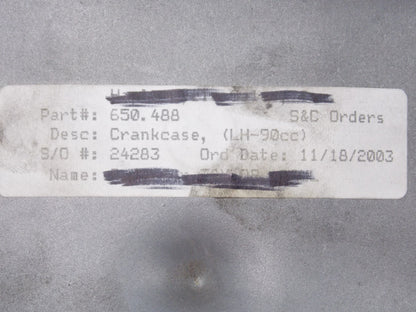 Part#: 650.488 S&C Orders
Desc: Crankcase, (LH-90cc)
S/O #: 24283 Ord Date: 11/18/2003
Name: